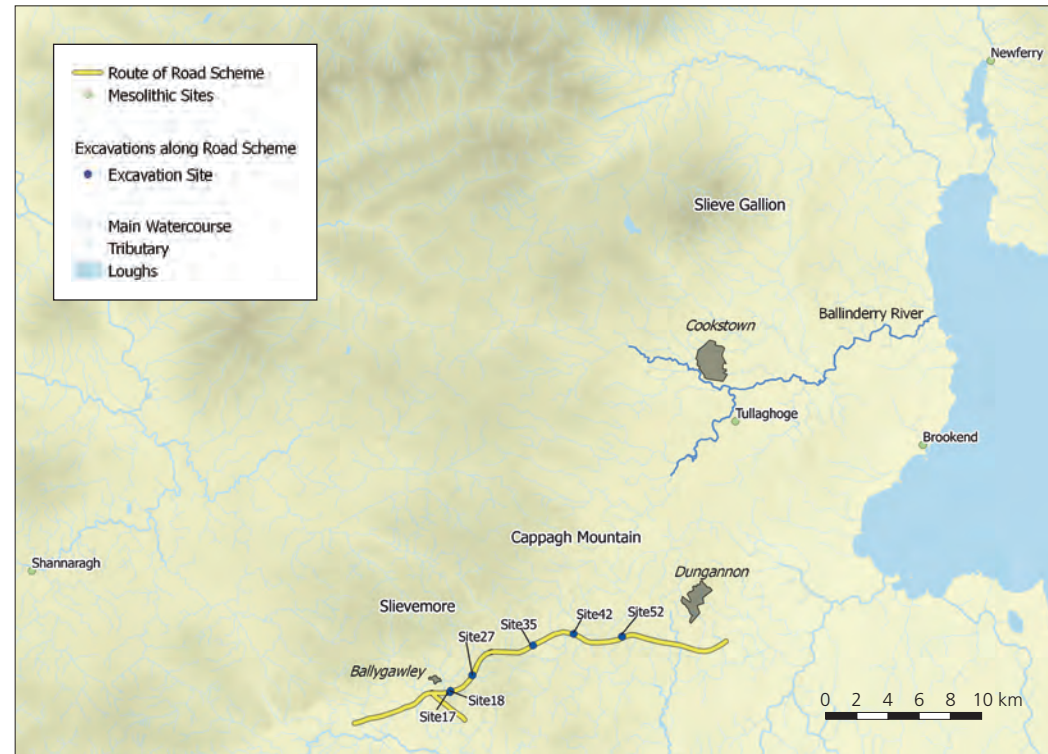 Route of Road Scheme
Mesolithic Sites
Excavations along Road Scheme
Excavation Site
Main Watercourse
Tributary
Loughs
Newferry
Slieve Gallion
Ballinderry River
Cookstown
Tullaghoge
Brookend
Cappagh Mountain
Shannaragh
Dungannon
Slievemore
Site42
Site52
Site35
Site27
Ballygawley
Site18
Site17
0 2 4 6 8 10 km